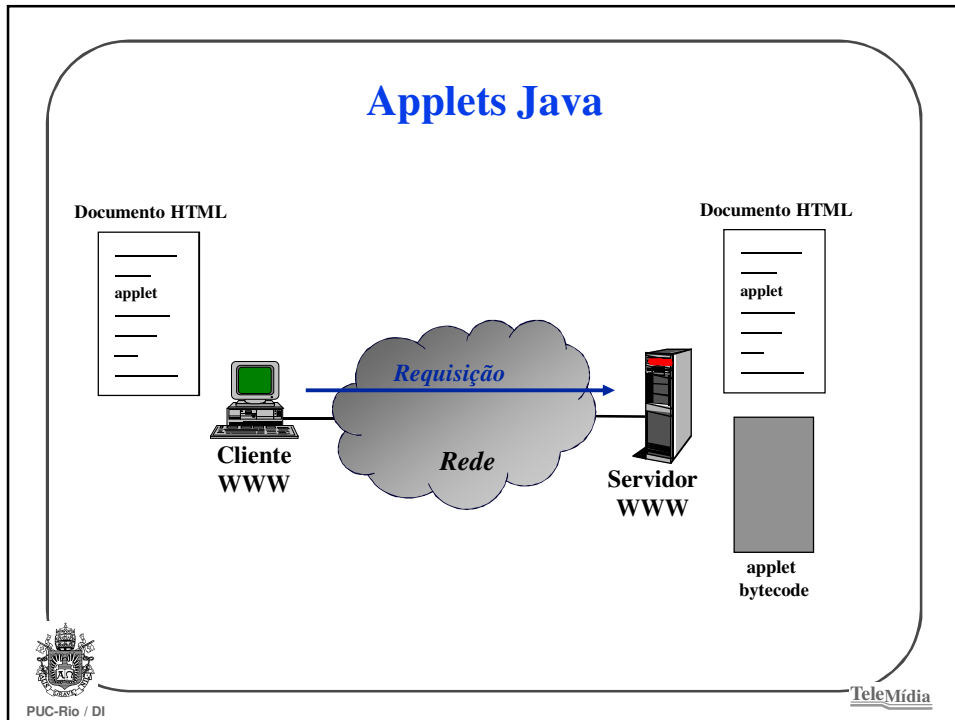 Applets Java
Documento HTML
applet
Documento HTML
applet
Requisição
Rede
Cliente
WWW
Servidor
WWW
applet
bytecode
PUC-Rio / DI
TeleMídia